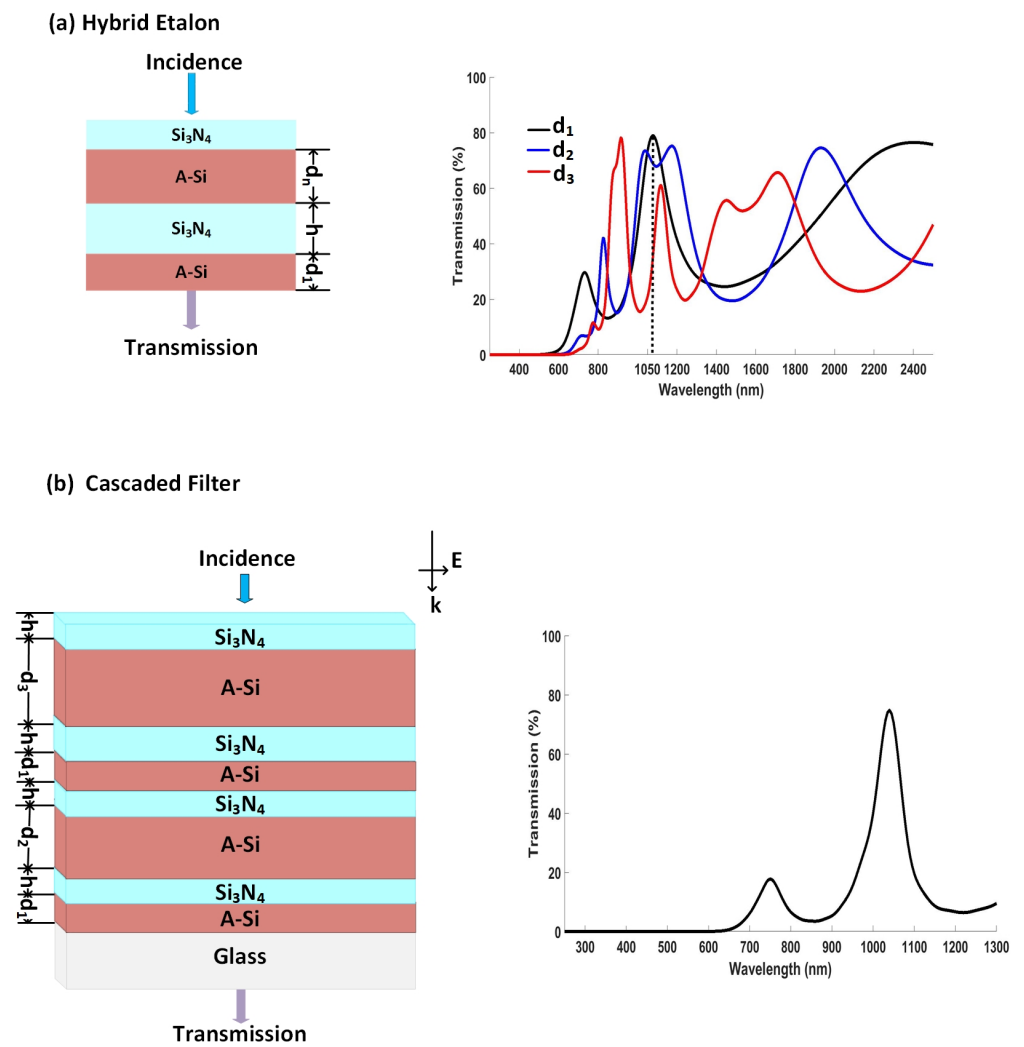 (a) Hybrid Etalon
Incidence
Si₃N₄
A-Si
dₙ
Si₃N₄
h
A-Si
d₁
Transmission
100
80
60
40
20
0
Transmission (%)
d₁
d₂
d₃
400 600 800 1050 1200 1400 1600 1800 2000 2200 2400
Wavelength (nm)
(b) Cascaded Filter
Incidence
E
k
h
Si₃N₄
d₃
A-Si
h
Si₃N₄
d₁
A-Si
h
Si₃N₄
d₂
A-Si
h
Si₃N₄
d₁
A-Si
Glass
Transmission
100
80
60
40
20
0
Transmission (%)
300 400 500 600 700 800 900 1000 1100 1200 1300
Wavelength (nm)